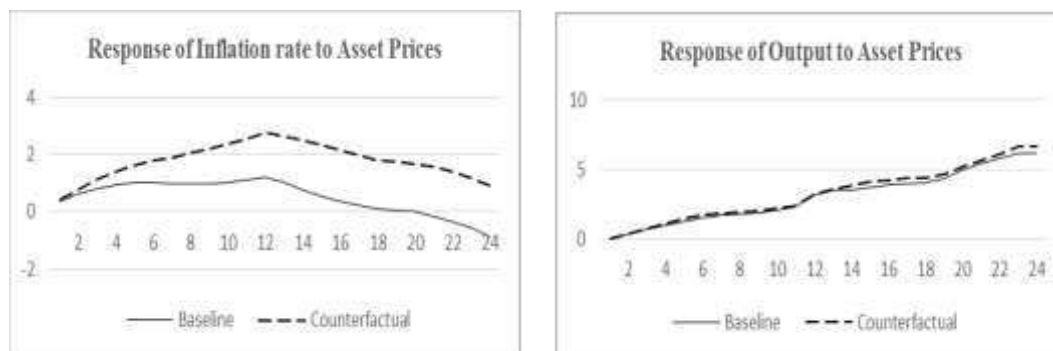 Response of Inflation rate to Asset Prices
4
2
0
-2
2 4 6 8 10 12 14 16 18 20 22 24
Baseline Counterfactual
Response of Output to Asset Prices
10
5
0
2 4 6 8 10 12 14 16 18 20 22 24
Baseline Counterfactual